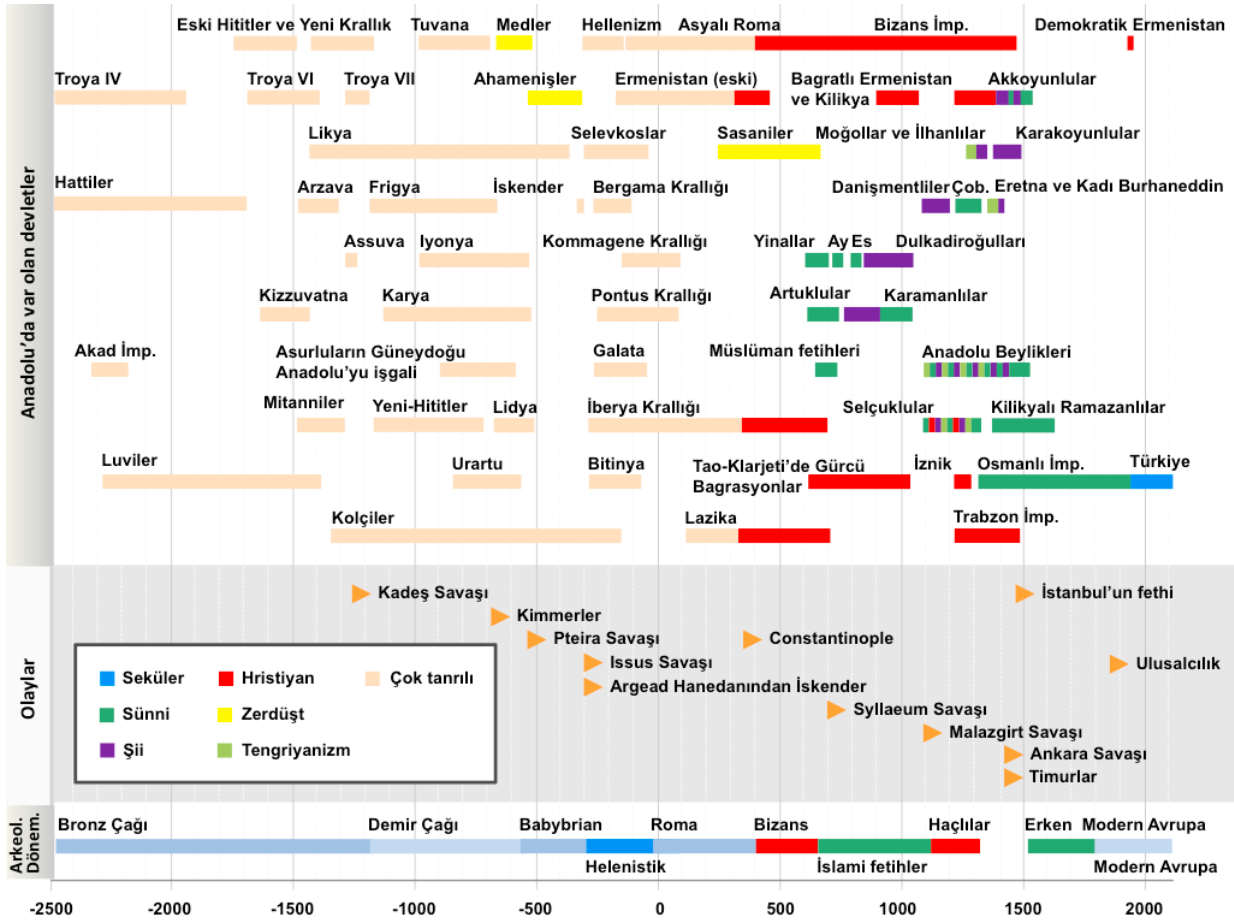 Anadolu'da var olan devletler
Eski Hititler ve Yeni Krallık
Tuvana
Medler
Hellenizm
Asyalı Roma
Bizans İmp.
Demokratik Ermenistan
Troya IV
Troya VI
Troya VII
Ahamenişler
Ermenistan (eski)
Bagratlı Ermenistan
ve Kilikya
Akkoyunlular
Likya
Selevkoslar
Sasaniler
Moğollar ve İlhanlılar
Karakoyunlular
Hattiler
Arzava
Frigya
İskender
Bergama Krallığı
Danişmentliler
Çob.
Eretna ve Kadı Burhaneddin
Assuva
Iyonya
Kommagene Krallığı
Yinallar
Ay
Es
Dulkadiroğulları
Kizzuvatna
Karya
Pontus Krallığı
Artuklular
Karamanlılar
Akad İmp.
Asurluların Güneydoğu
Anadolu'yu işgali
Galata
Müslüman fetihleri
Anadolu Beylikleri
Mitanniler
Yeni-Hititler
Lidya
İberya Krallığı
Selçuklular
Kilikyalı Ramazanlılar
Luviler
Urartu
Bitinya
Tao-Klarjeti'de Gürcü
Bagrasyonlar
İznik
Osmanlı İmp.
Türkiye
Kolçiler
Lazika
Trabzon İmp.
Olaylar
Kadeş Savaşı
İstanbul'un fethi
Kimmerler
Pteira Savaşı
Constantinople
Issus Savaşı
Ulusalcılık
Argead Hanedanından İskender
Syllaeum Savaşı
Malazgirt Savaşı
Ankara Savaşı
Timurlar
Seküler
Hristiyan
Çok tanrılı
Sünni
Zerdüşt
Şii
Tengriyanizm
Arkeol.
Dönem.
Bronz Çağı
Demir Çağı
Babybrian
Roma
Bizans
Haçlılar
Erken
Modern Avrupa
Helenistik
İslami fetihler
Modern Avrupa
-2500
-2000
-1500
-1000
-500
0
500
1000
1500
2000